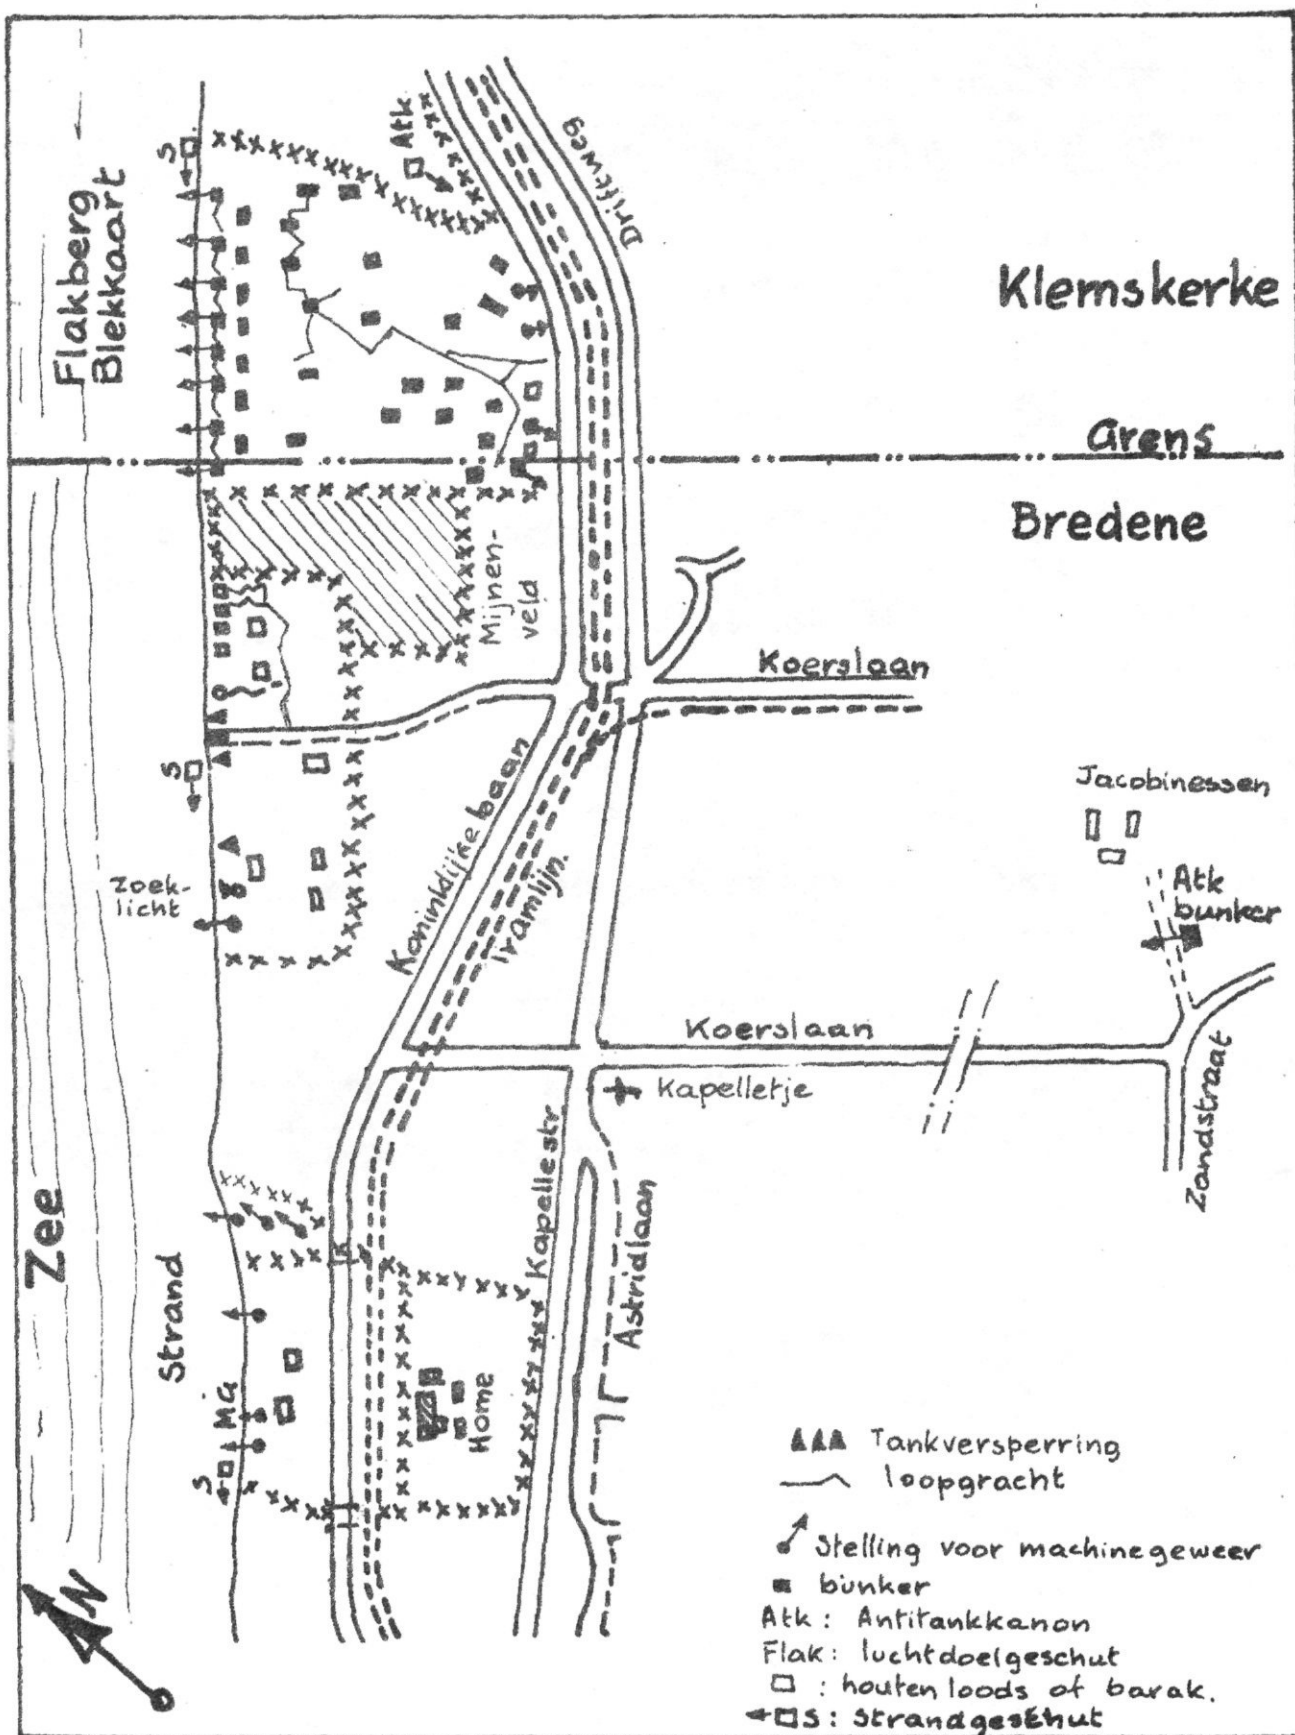 Flakberg
Blekkaart
S
Atk
Driftweg
Klemskerke
Grens
Bredene
Mijnen-
veld
Koerslaan
S
Koninklijke baan
Tramlijn.
Jacobinessen
Atk
bunker
Zoek-
licht
Koerslaan
Kapelletje
Zandstraat
Zee
Strand
Kapellestr
Astridlaan
MG
Home
S
N
Tankversperring
loopgracht
Stelling voor machinegeweer
bunker
Atk: Antitankkanon
Flak: luchtdoelgeschut
: houten loods of barak.
S: strandgeschut